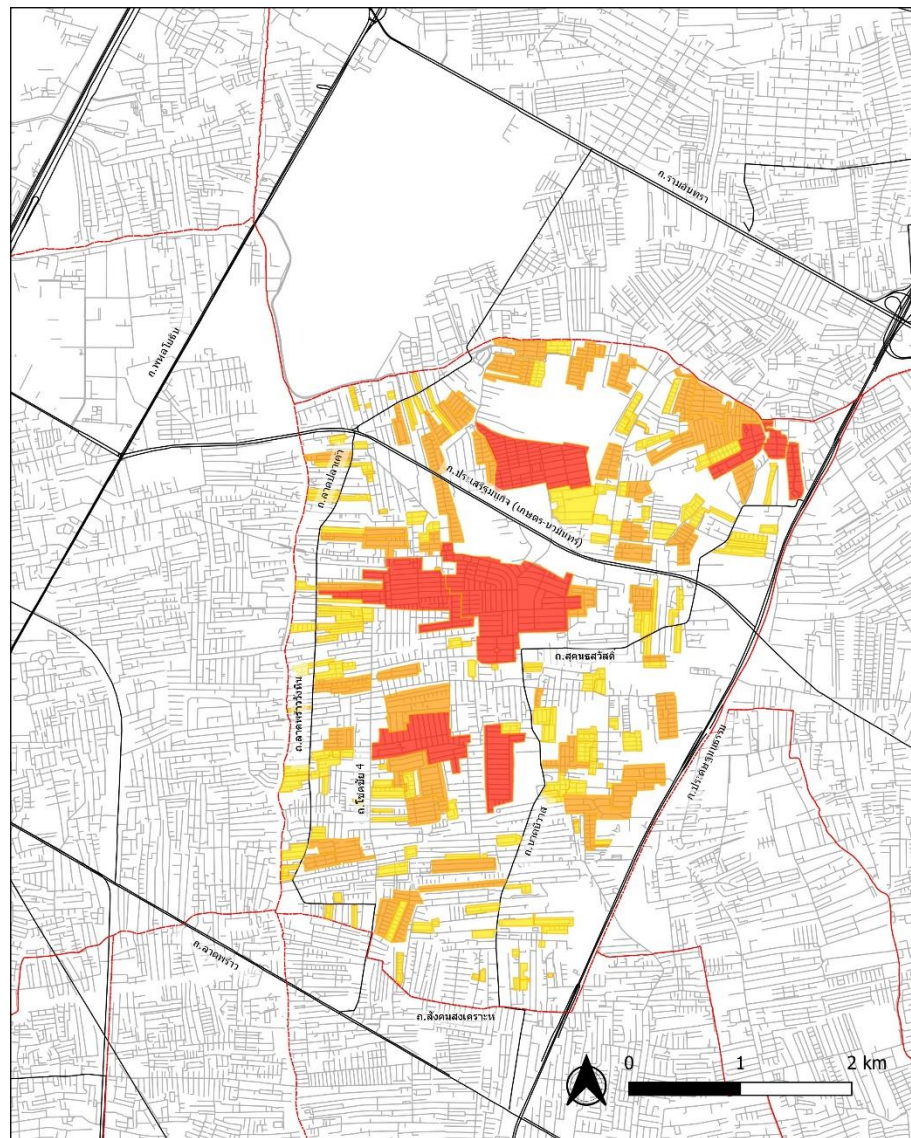 ถ.รามอินทรา
ถ.พหลโยธิน
ถ.ลาดปลาเค้า
ถ.ประเสริฐมนูกิจ (เกษตร-นวมินทร์)
ถ.สุคนธสวัสดิ์
ถ.ลาดพร้าววังหิน
ถ.ประดิษฐ์มนูธรรม
ถ.โชคชัย 4
ถ.นาคนิวาส
ถ.ลาดพร้าว
ถ.สังคมสงเคราะห์
0 1 2 km